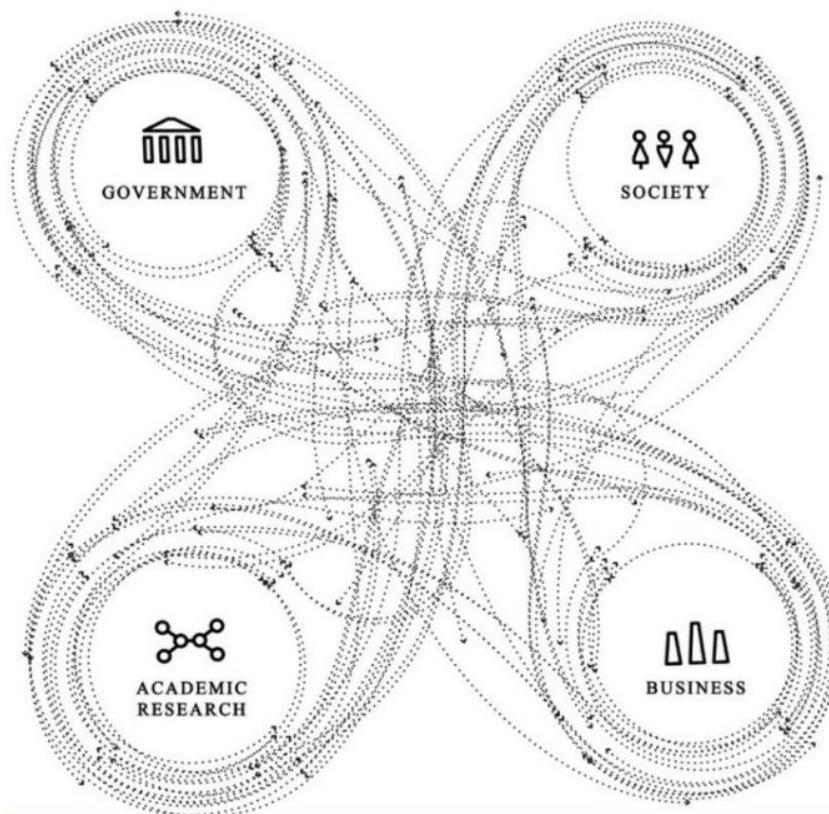 GOVERNMENT
SOCIETY
ACADEMIC
RESEARCH
BUSINESS